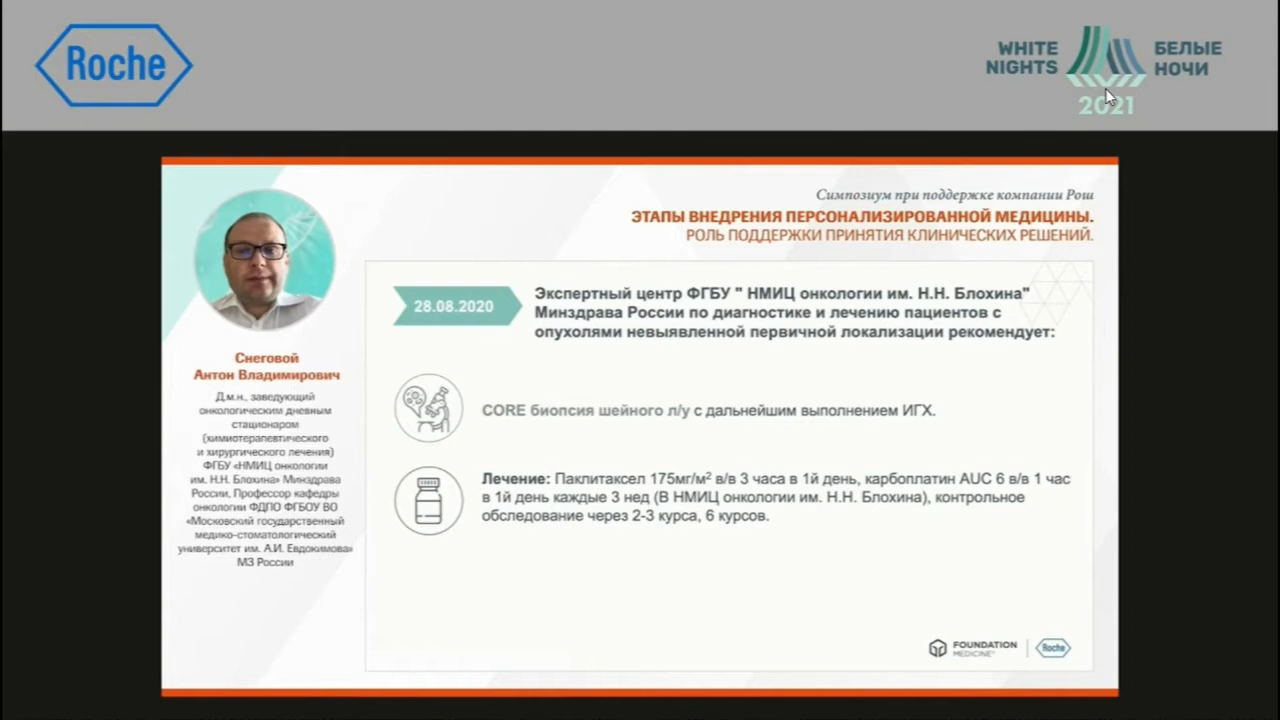 Roche
WHITE
NIGHTS
БЕЛЫЕ
НОЧИ
2021
Симпозиум при поддержке компании Рош
ЭТАПЫ ВНЕДРЕНИЯ ПЕРСОНАЛИЗИРОВАННОЙ МЕДИЦИНЫ.
РОЛЬ ПОДДЕРЖКИ ПРИНЯТИЯ КЛИНИЧЕСКИХ РЕШЕНИЙ.
Снеговой
Антон Владимирович
Д.м.н., заведующий
онкологическим дневным
стационаром
(химиотерапевтического
и хирургического лечения)
ФГБУ «НМИЦ онкологии
им. Н.Н. Блохина» Минздрава
России, Профессор кафедры
онкологии ФДПО ФГБОУ ВО
«Московский государственный
медико-стоматологический
университет им. А.И. Евдокимова»
МЗ России
28.08.2020
Экспертный центр ФГБУ " НМИЦ онкологии им. Н.Н. Блохина"
Минздрава России по диагностике и лечению пациентов с
опухолями невыявленной первичной локализации рекомендует:
CORE биопсия шейного л/у с дальнейшим выполнением ИГХ.
Лечение: Паклитаксел 175мг/м² в/в 3 часа в 1й день, карбоплатин AUC 6 в/в 1 час
в 1й день каждые 3 нед (В НМИЦ онкологии им. Н.Н. Блохина), контрольное
обследование через 2-3 курса, 6 курсов.
FOUNDATION
MEDICINE®
Roche